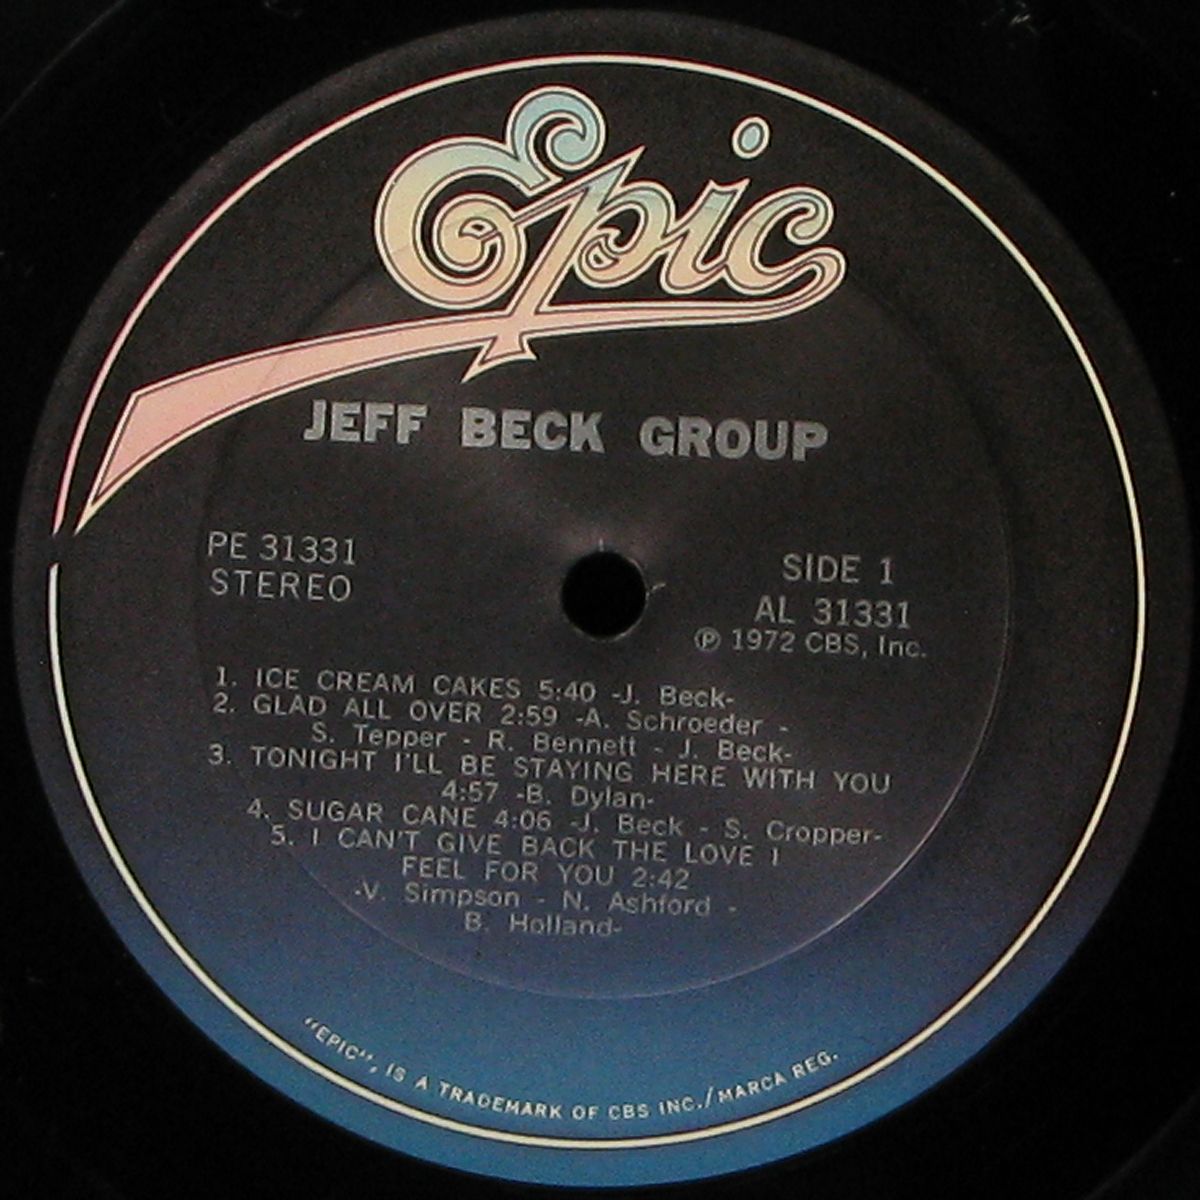 Epic
JEFF BECK GROUP
PE 31331
STEREO
SIDE 1
AL 31331
Ⓟ 1972 CBS, Inc.
1. ICE CREAM CAKES 5:40 -J. Beck-
2. GLAD ALL OVER 2:59 -A. Schroeder -
S. Tepper - R. Bennett - J. Beck-
3. TONIGHT I'LL BE STAYING HERE WITH YOU
4:57 -B. Dylan-
4. SUGAR CANE 4:06 -J. Beck - S. Cropper-
5. I CAN'T GIVE BACK THE LOVE I
FEEL FOR YOU 2:42
-V. Simpson - N. Ashford -
B. Holland-
"EPIC", IS A TRADEMARK OF CBS INC./MARCA REG.